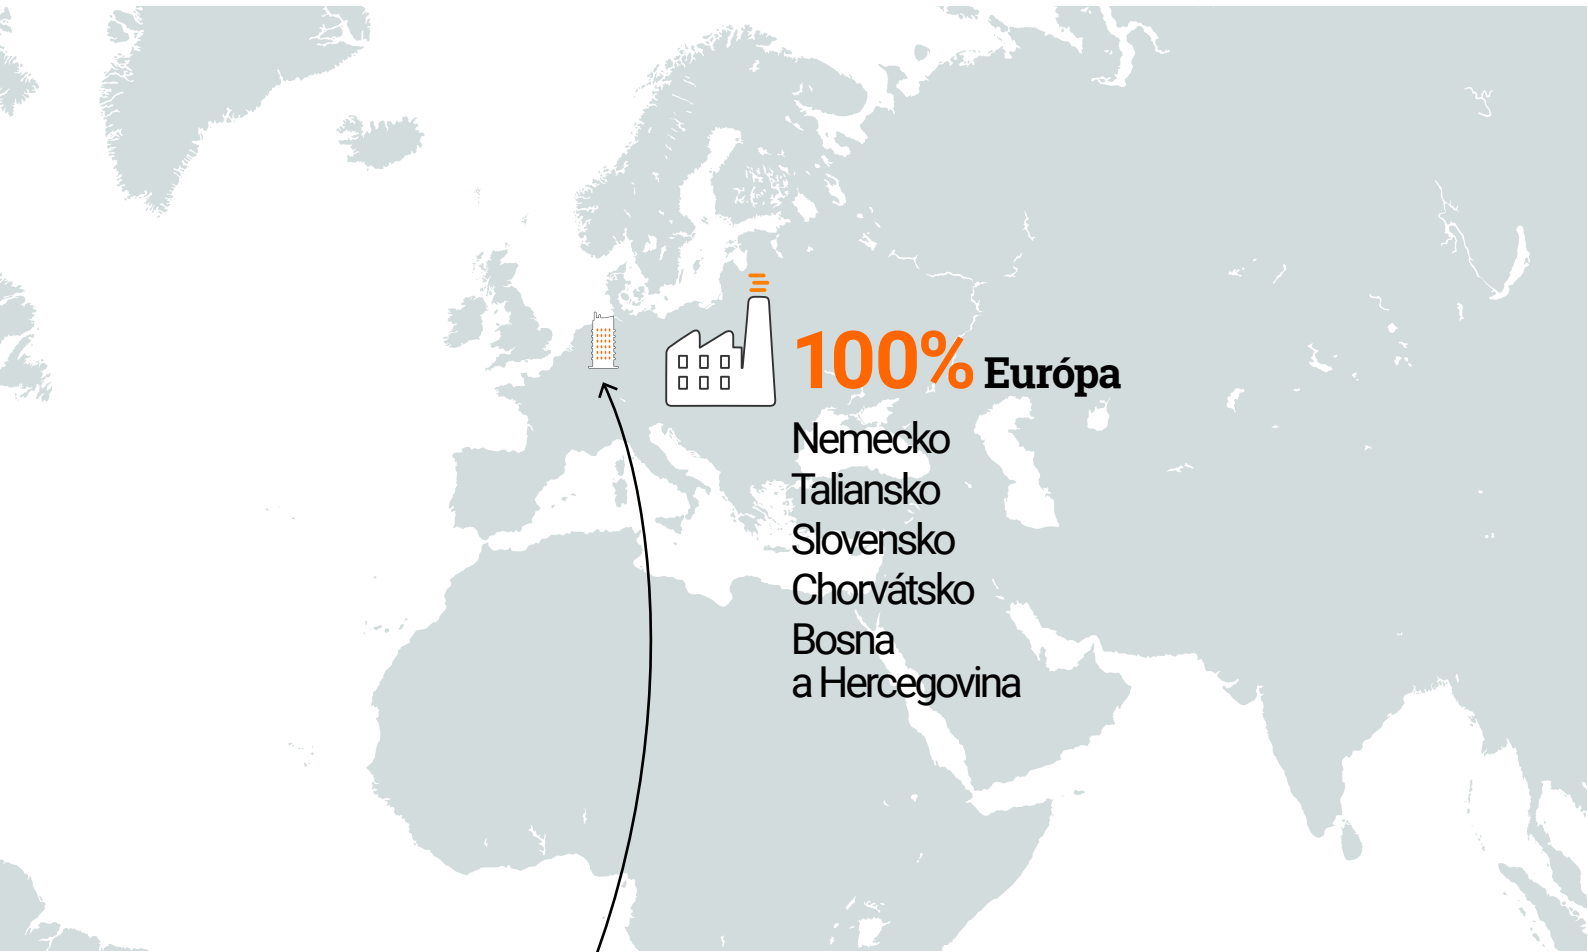 100% Európa
Nemecko
Taliansko
Slovensko
Chorvátsko
Bosna
a Hercegovina